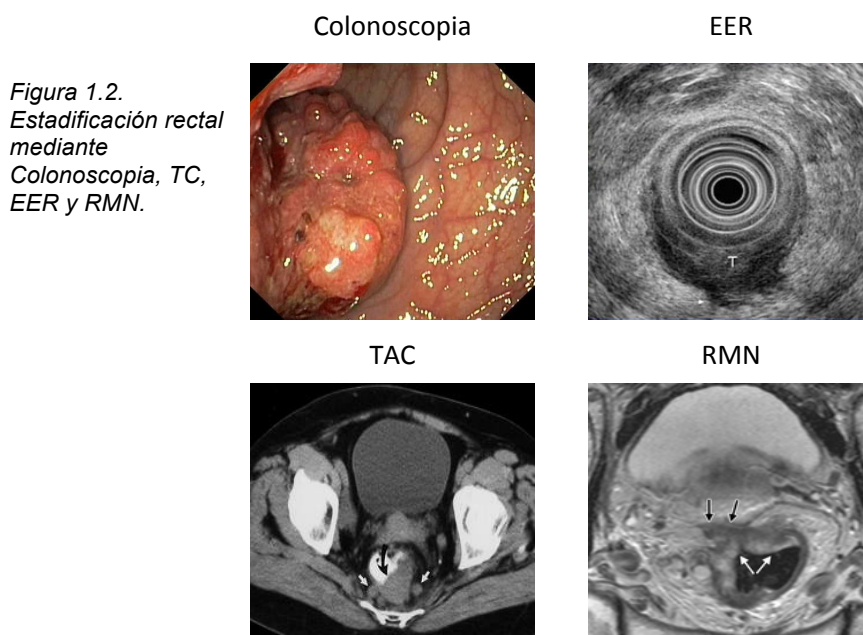 Colonoscopia
EER
Figura 1.2.
Estadificación rectal
mediante
Colonoscopia, TC,
EER y RMN.
T
TAC
RMN